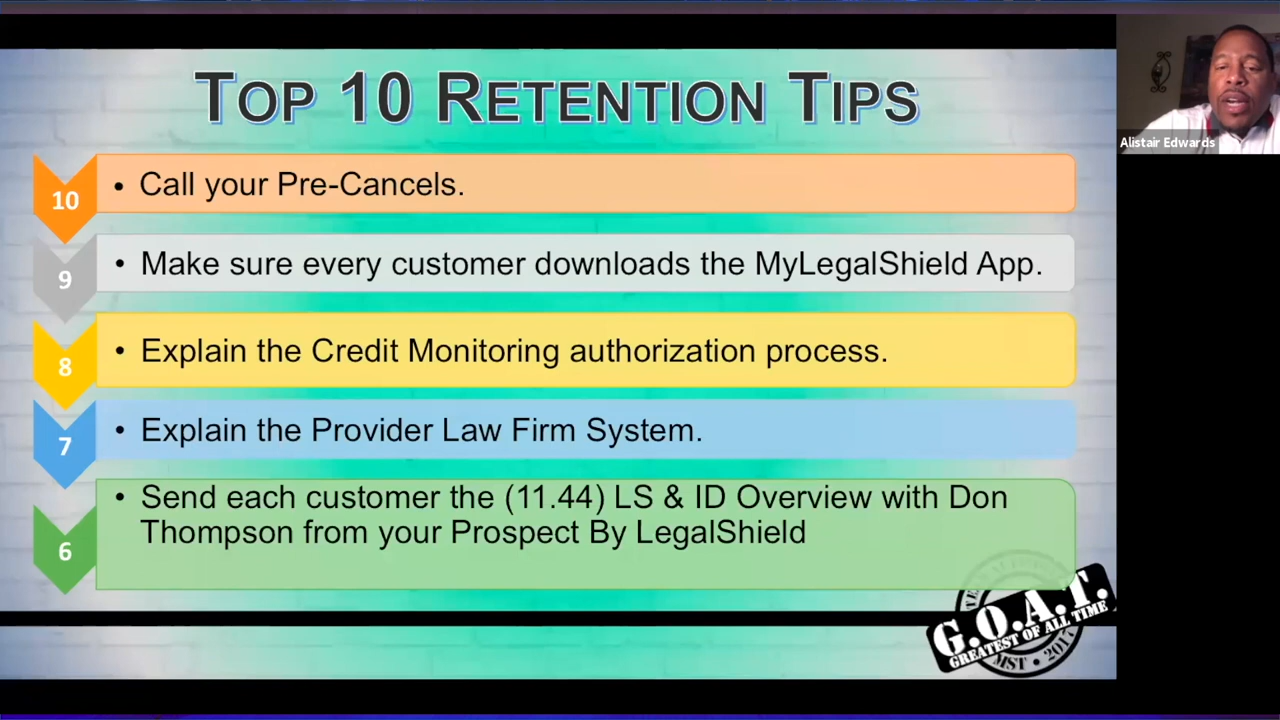 TOP 10 RETENTION TIPS
Alistair Edwards
10
• Call your Pre-Cancels.
9
• Make sure every customer downloads the MyLegalShield App.
8
• Explain the Credit Monitoring authorization process.
7
• Explain the Provider Law Firm System.
6
• Send each customer the (11.44) LS & ID Overview with Don
Thompson from your Prospect By LegalShield
G.O.A.T.
GREATEST OF ALL TIME
MST • 2017